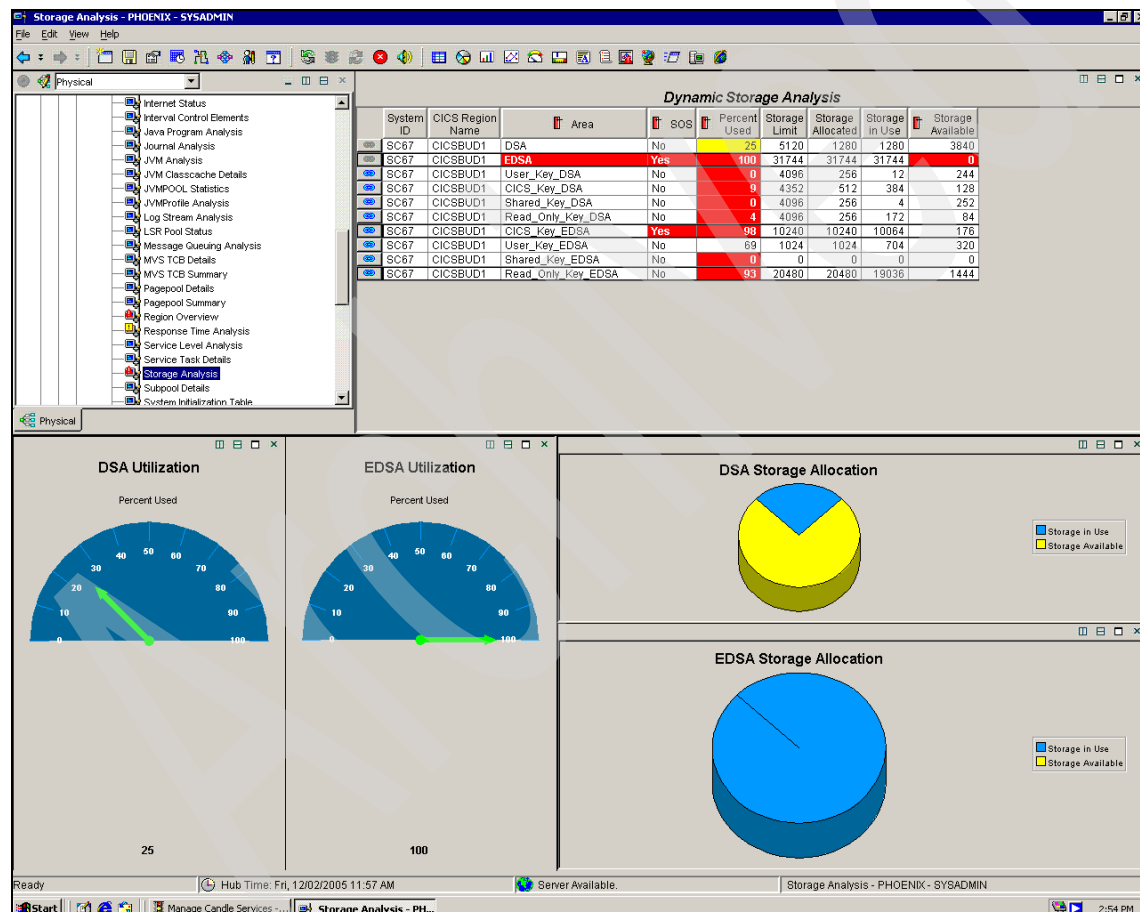 Storage Analysis - PHOENIX - SYSADMIN
File Edit View Help
Physical
Internet Status
Interval Control Elements
Java Program Analysis
Journal Analysis
JVM Analysis
JVM Classcache Details
JVMPOOL Statistics
JVMProfile Analysis
Log Stream Analysis
LSR Pool Status
Message Queuing Analysis
MVS TCB Details
MVS TCB Summary
Pagepool Details
Pagepool Summary
Region Overview
Response Time Analysis
Service Level Analysis
Service Task Details
Storage Analysis
Subpool Details
System Initialization Table
Physical
Dynamic Storage Analysis
System ID CICS Region Name Area SOS Percent Used Storage Limit Storage Allocated Storage in Use Storage Available
SC67 CICSBUD1 DSA No 25 5120 1280 1280 3840
SC67 CICSBUD1 EDSA Yes 100 31744 31744 31744 0
SC67 CICSBUD1 User_Key_DSA No 0 4096 256 12 244
SC67 CICSBUD1 CICS_Key_DSA No 9 4352 512 384 128
SC67 CICSBUD1 Shared_Key_DSA No 0 4096 256 4 252
SC67 CICSBUD1 Read_Only_Key_DSA No 4 4096 256 172 84
SC67 CICSBUD1 CICS_Key_EDSA Yes 98 10240 10240 10064 176
SC67 CICSBUD1 User_Key_EDSA No 69 1024 1024 704 320
SC67 CICSBUD1 Shared_Key_EDSA No 0 0 0 0 0
SC67 CICSBUD1 Read_Only_Key_EDSA No 93 20480 20480 19036 1444
DSA Utilization
Percent Used
0 10 20 30 40 50 60 70 80 90 100
25
EDSA Utilization
Percent Used
0 10 20 30 40 50 60 70 80 90 100
100
DSA Storage Allocation
Storage in Use
Storage Available
EDSA Storage Allocation
Storage in Use
Storage Available
Ready
Hub Time: Fri, 12/02/2005 11:57 AM
Server Available.
Storage Analysis - PHOENIX - SYSADMIN
Start
Manage Candle Services -...
Storage Analysis - PH...
2:54 PM